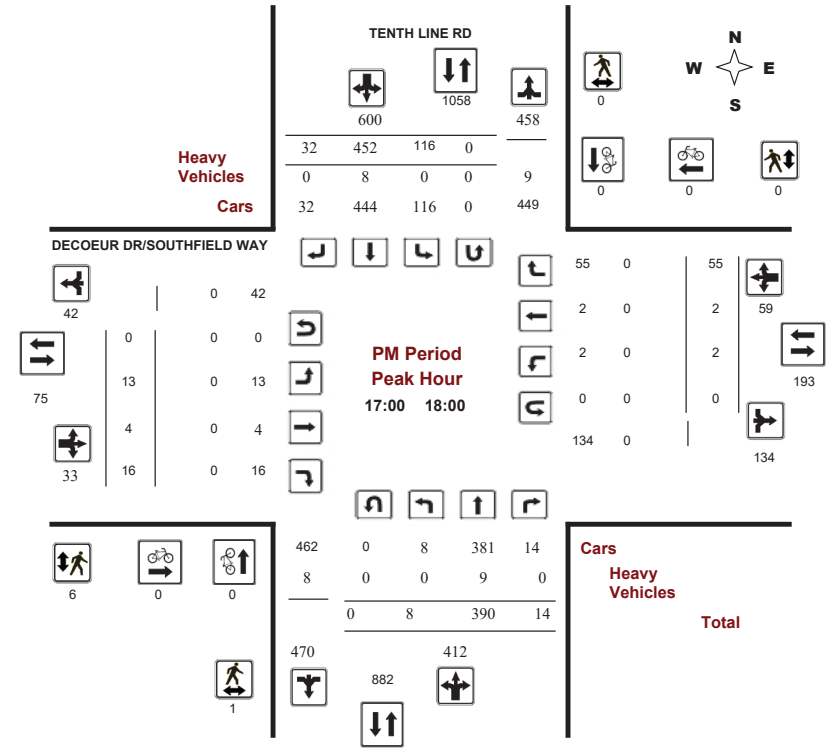 TENTH LINE RD
N
W E
S
1058
0
600 458
32 452 116 0
Heavy
Vehicles
0 8 0 0 9
0 0 0
Cars
32 444 116 0 449
DECOEUR DR/SOUTHFIELD WAY
55 0 55
42
0 42
2 0 2 59
0 0 0
PM Period
Peak Hour
17:00 18:00
2 0 2
193
75
13 0 13
0 0 0
4 0 4
134 0
134
33
16 0 16
462 0 8 381 14
Cars
8 0 0 9 0
Heavy
Vehicles
6 0 0
0 8 390 14
Total
470 412
882
1